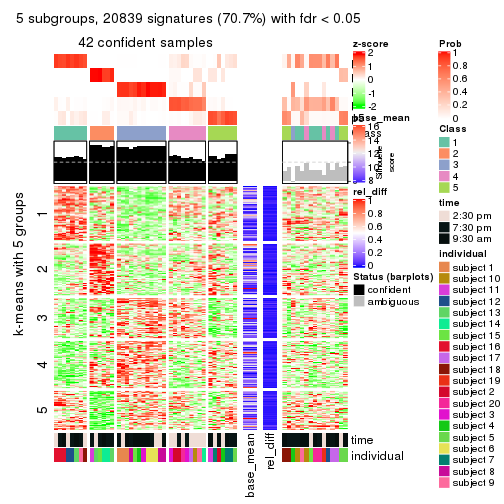 5 subgroups, 20839 signatures (70.7%) with fdr < 0.05
42 confident samples
k-means with 5 groups
1
2
3
4
5
time
individual
base_mean
rel_diff
z-score
2
1
0
-1
-2
base_mean
16
14
12
10
8
Silhouette
score
rel_diff
1
0.8
0.6
0.4
0.2
0
Status (barplots)
confident
ambiguous
Prob
1
0.8
0.6
0.4
0.2
0
Class
1
2
3
4
5
time
2:30 pm
7:30 pm
9:30 am
Individual
subject 1
subject 10
subject 11
subject 12
subject 13
subject 14
subject 15
subject 16
subject 17
subject 18
subject 19
subject 2
subject 20
subject 3
subject 4
subject 5
subject 6
subject 7
subject 8
subject 9